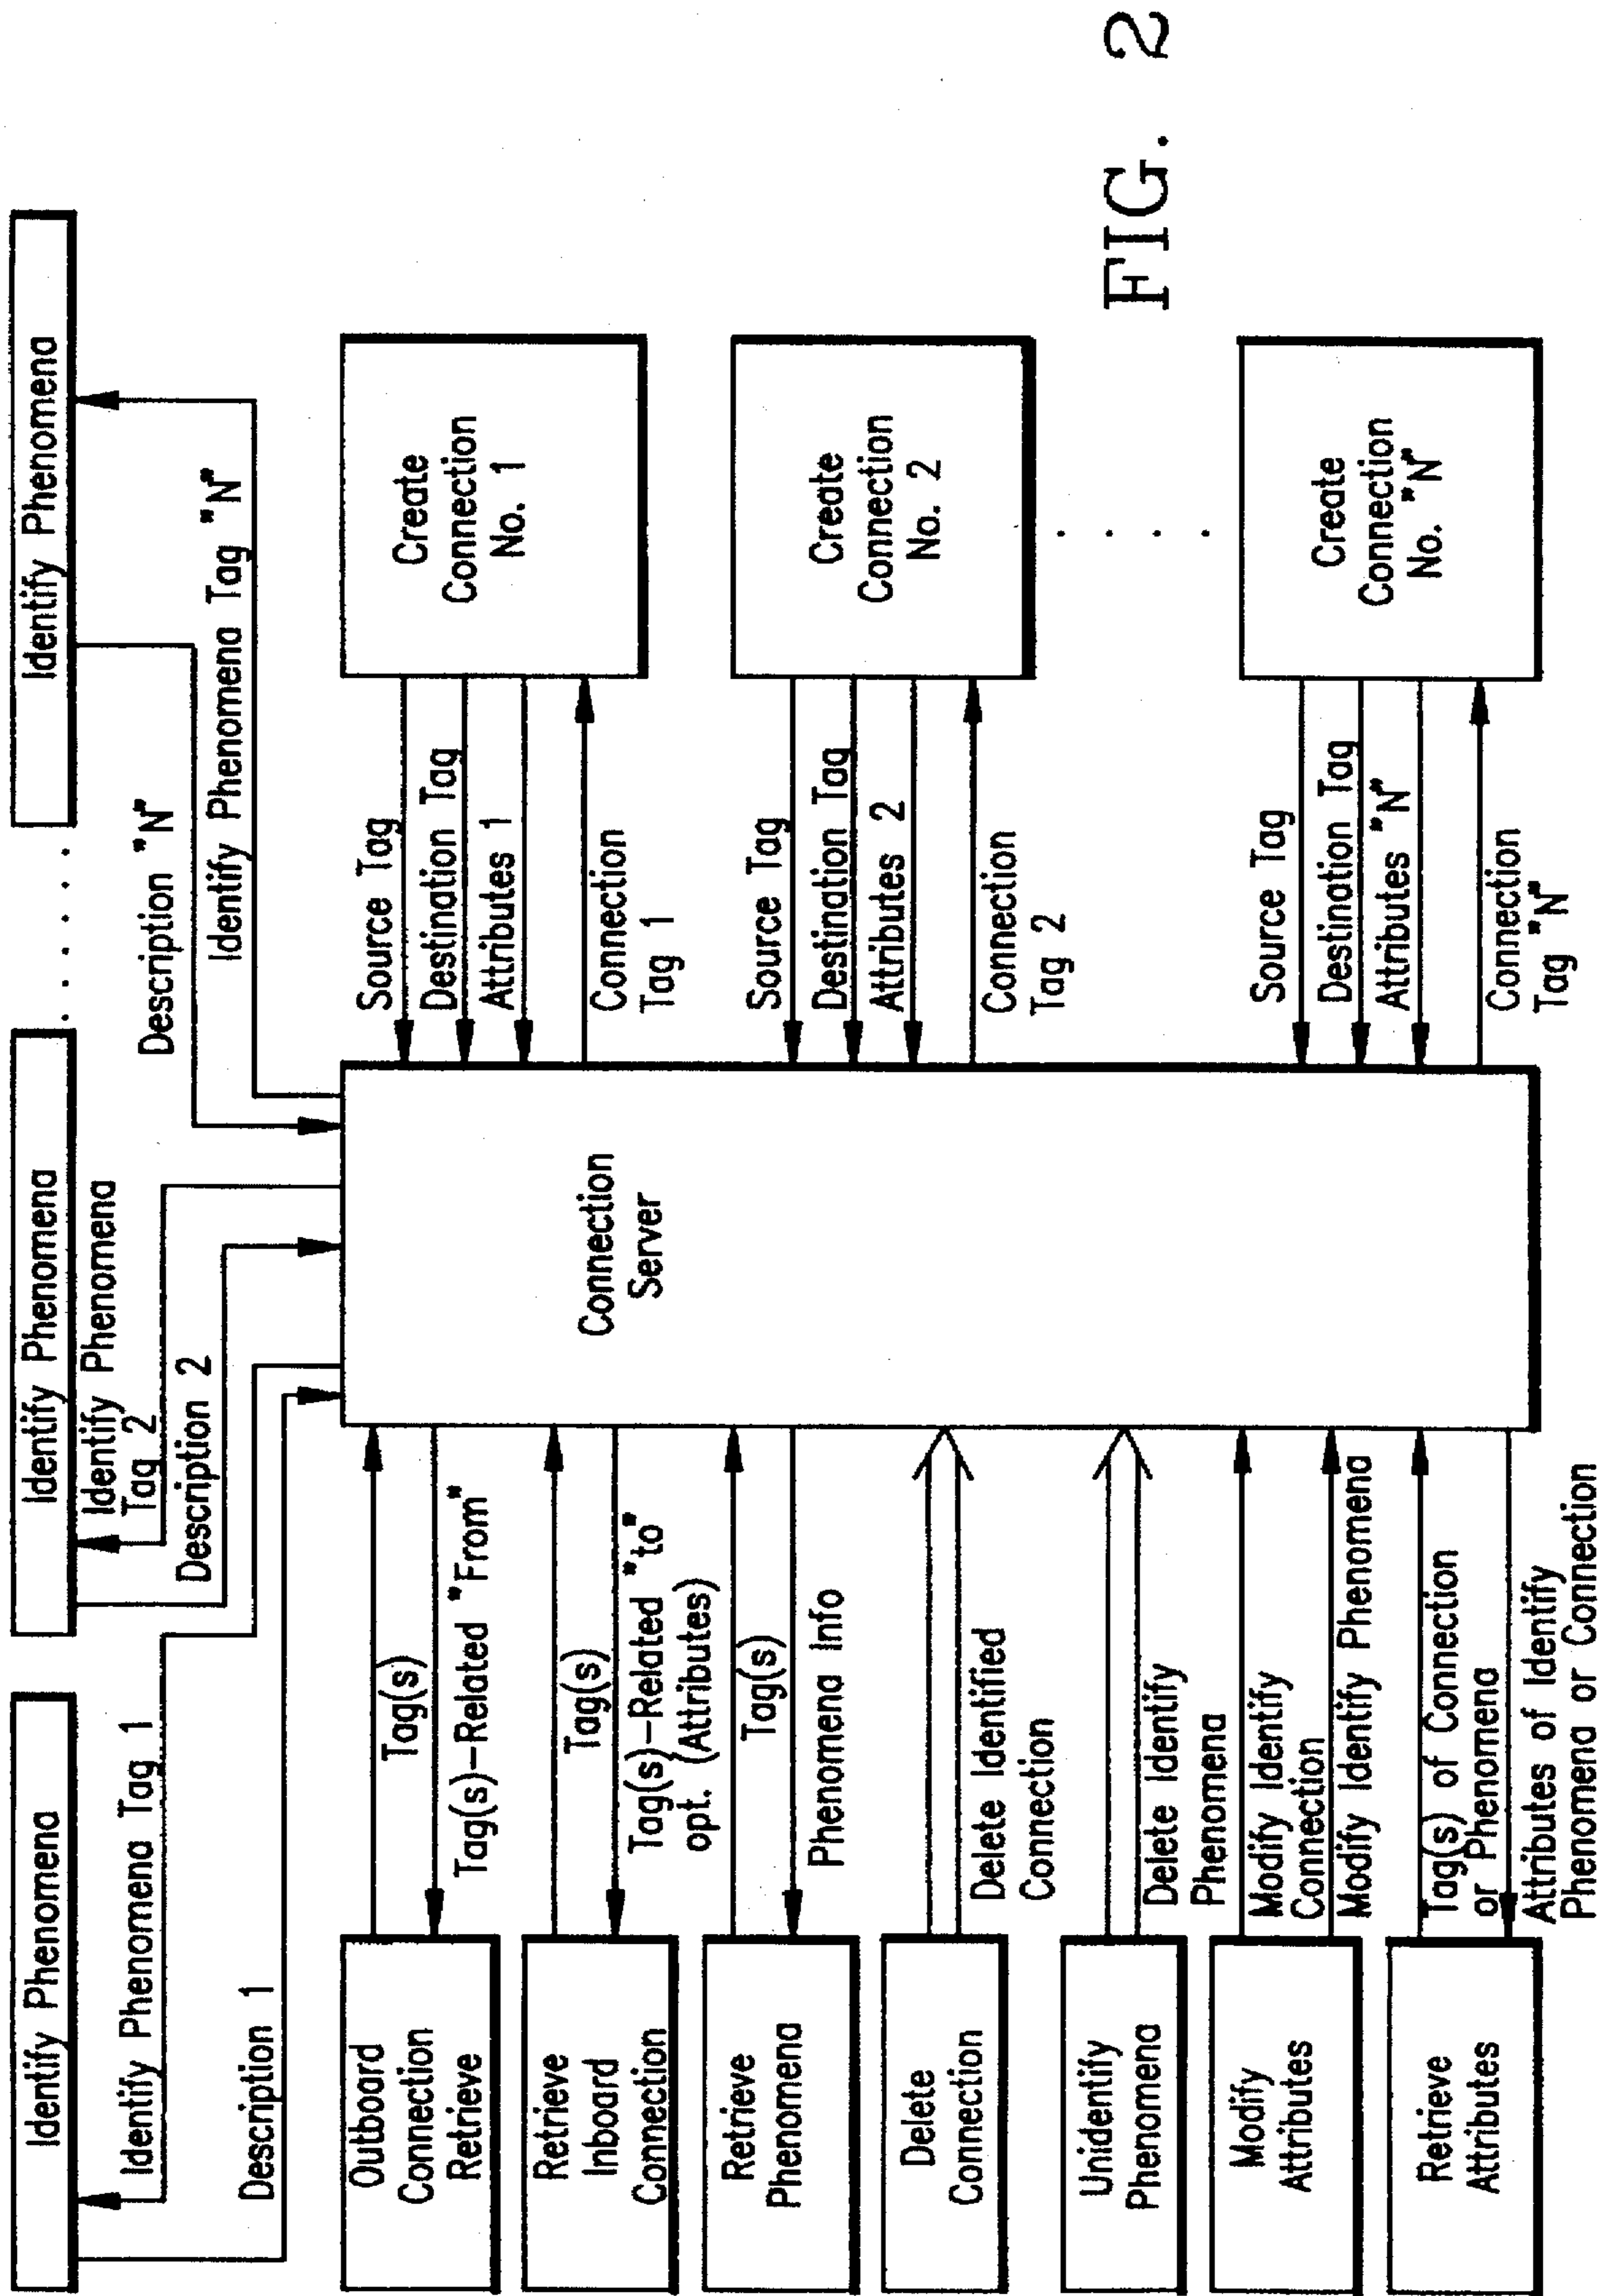 Identify Phenomena
Identify Phenomena
Identify Phenomena
. . . . .
Identify Phenomena Tag 1
Description 1
Identify Phenomena
Tag 2
Description 2
Description "N"
Identify Phenomena Tag "N"
Outboard
Connection
Retrieve
Tag(s)
Tag(s)-Related "From"
Retrieve
Inboard
Connection
Tag(s)
Tag(s)-Related "to"
opt. (Attributes)
Retrieve
Phenomena
Tag(s)
Phenomena Info
Delete
Connection
Delete Identified
Connection
Unidentify
Phenomena
Delete Identify
Phenomena
Modify
Attributes
Modify Identify
Connection
Modify Identify Phenomena
Retrieve
Attributes
Tag(s) of Connection
or Phenomena
Attributes of Identify
Phenomena or Connection
Connection
Server
Source Tag
Destination Tag
Attributes 1
Connection
Tag 1
Create
Connection
No. 1
Source Tag
Destination Tag
Attributes 2
Connection
Tag 2
Create
Connection
No. 2
. . . .
Source Tag
Destination Tag
Attributes "N"
Connection
Tag "N"
Create
Connection
No. "N"
FIG. 2